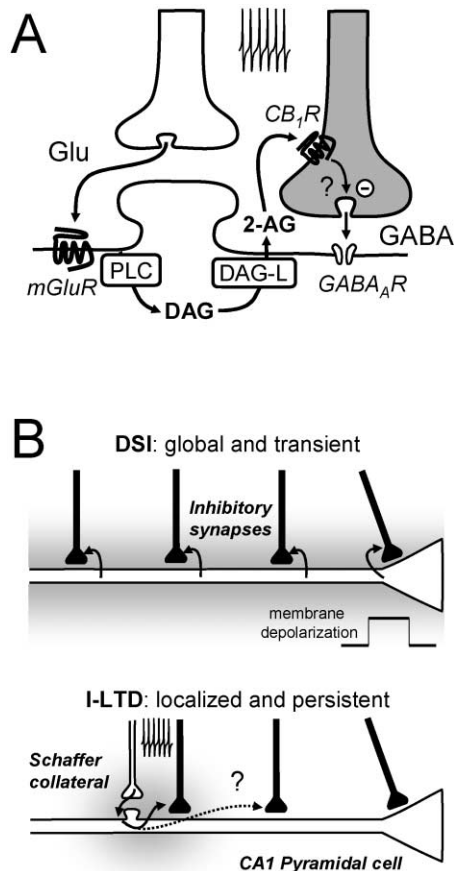 A
Glu
CB₁R
?
−
2-AG
GABA
mGluR
PLC
DAG-L
GABA_AR
DAG
B
DSI: global and transient
Inhibitory
synapses
membrane
depolarization
I-LTD: localized and persistent
Schaffer
collateral
?
CA1 Pyramidal cell